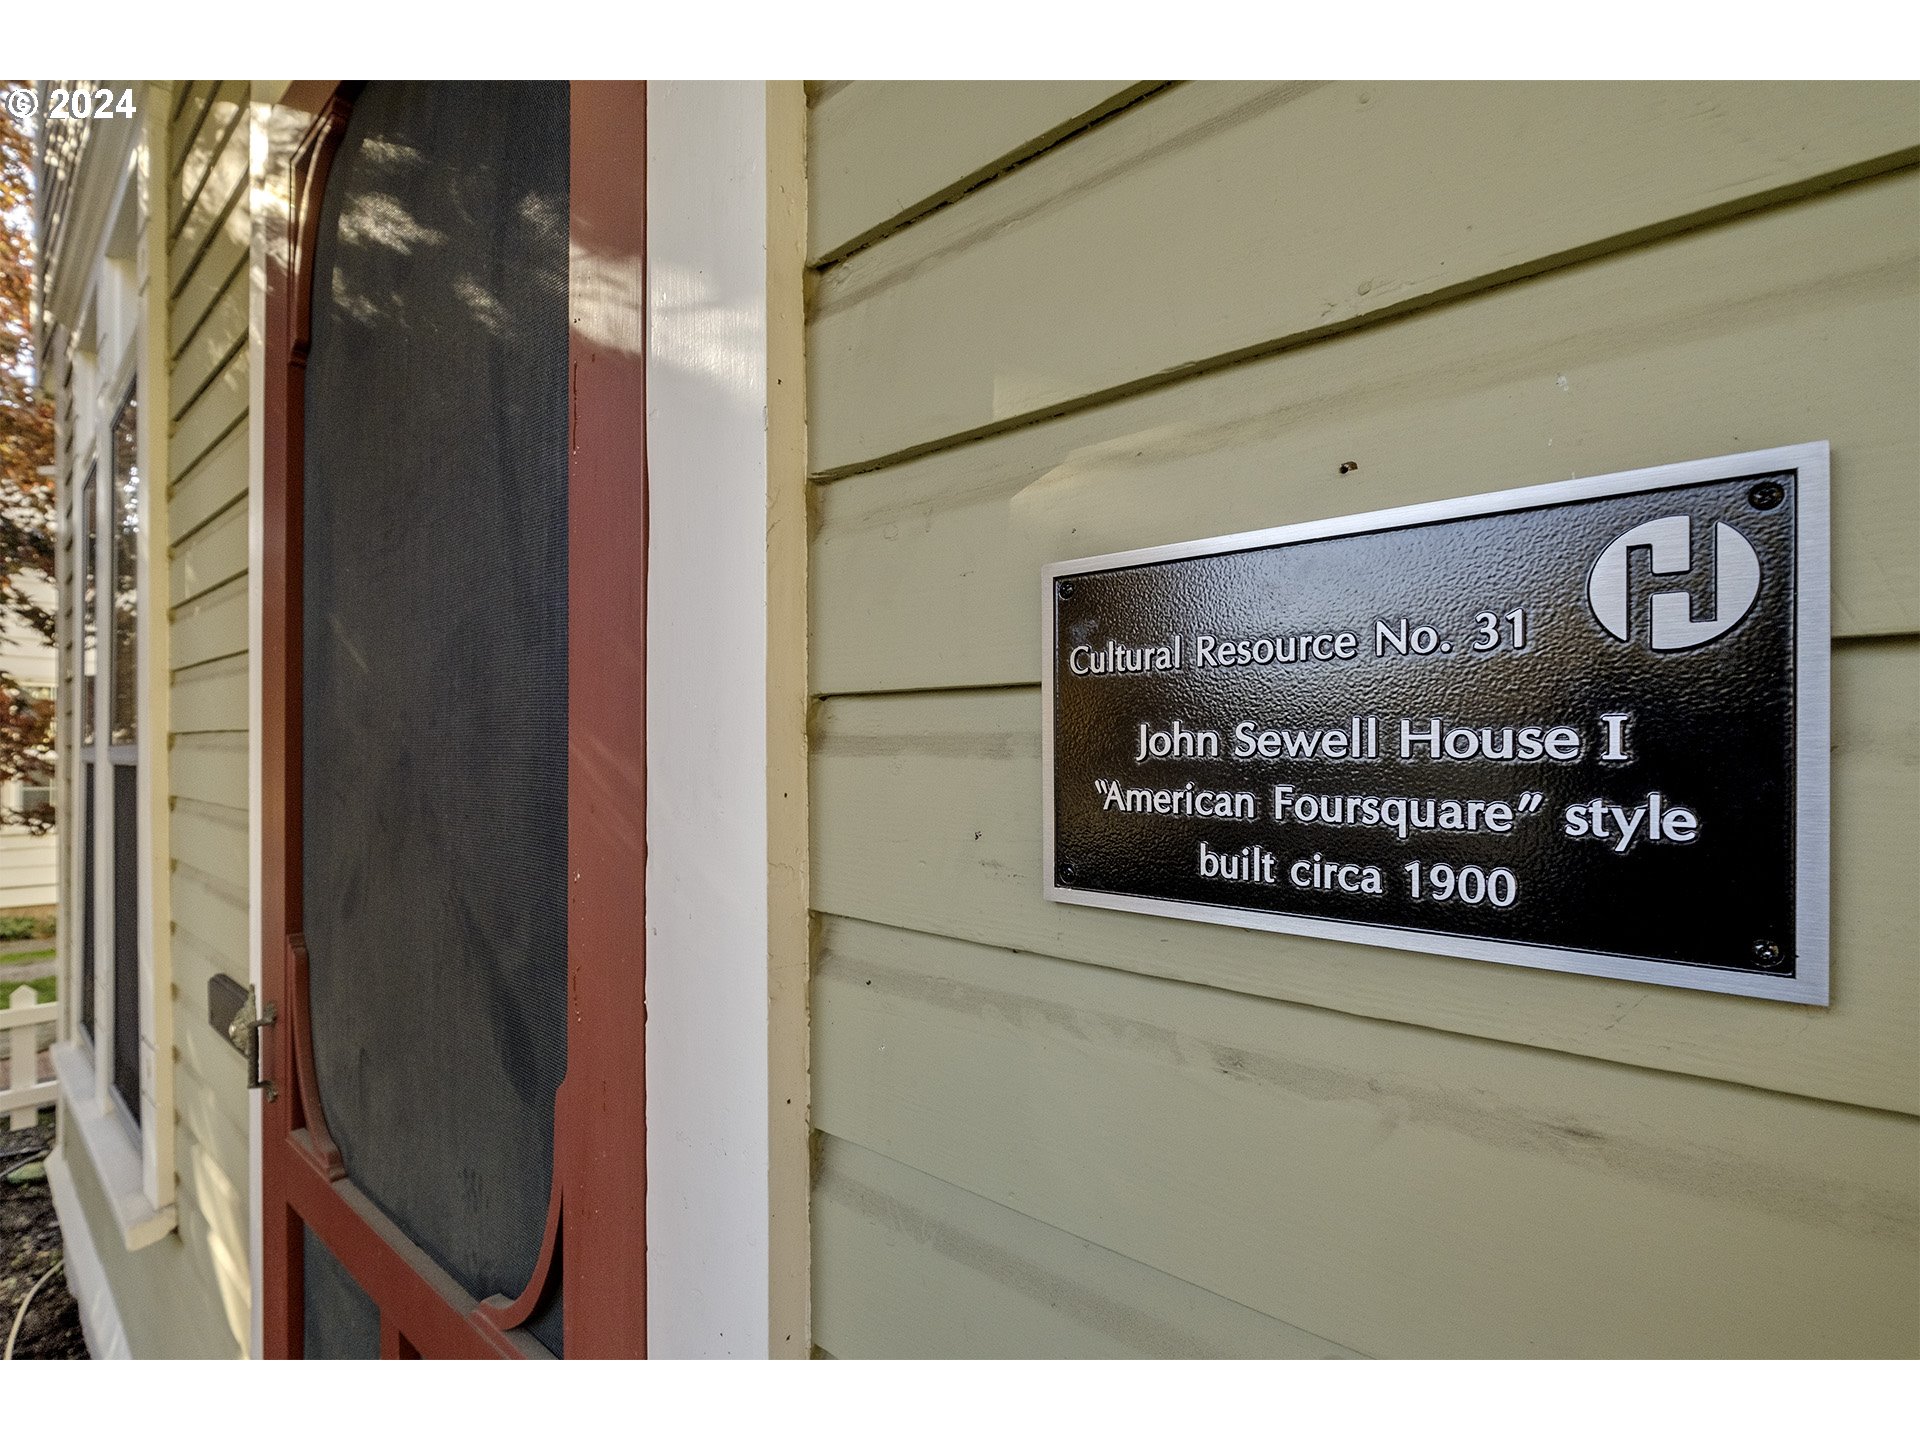 © 2024
H
Cultural Resource No. 31
John Sewell House I
"American Foursquare" style
built circa 1900